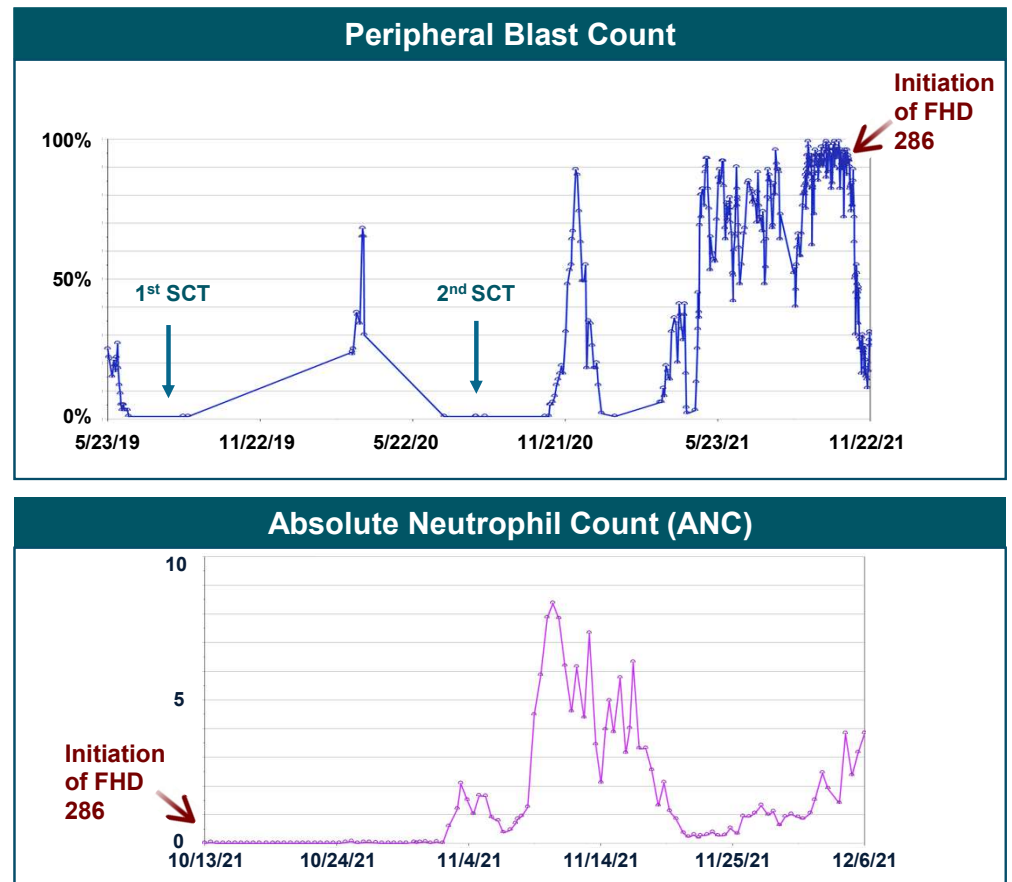 Peripheral Blast Count
Initiation
of FHD
286
100%
50%
0%
1st SCT
2nd SCT
5/23/19
11/22/19
5/22/20
11/21/20
5/23/21
11/22/21
Absolute Neutrophil Count (ANC)
10
5
0
Initiation
of FHD
286
10/13/21
10/24/21
11/4/21
11/14/21
11/25/21
12/6/21